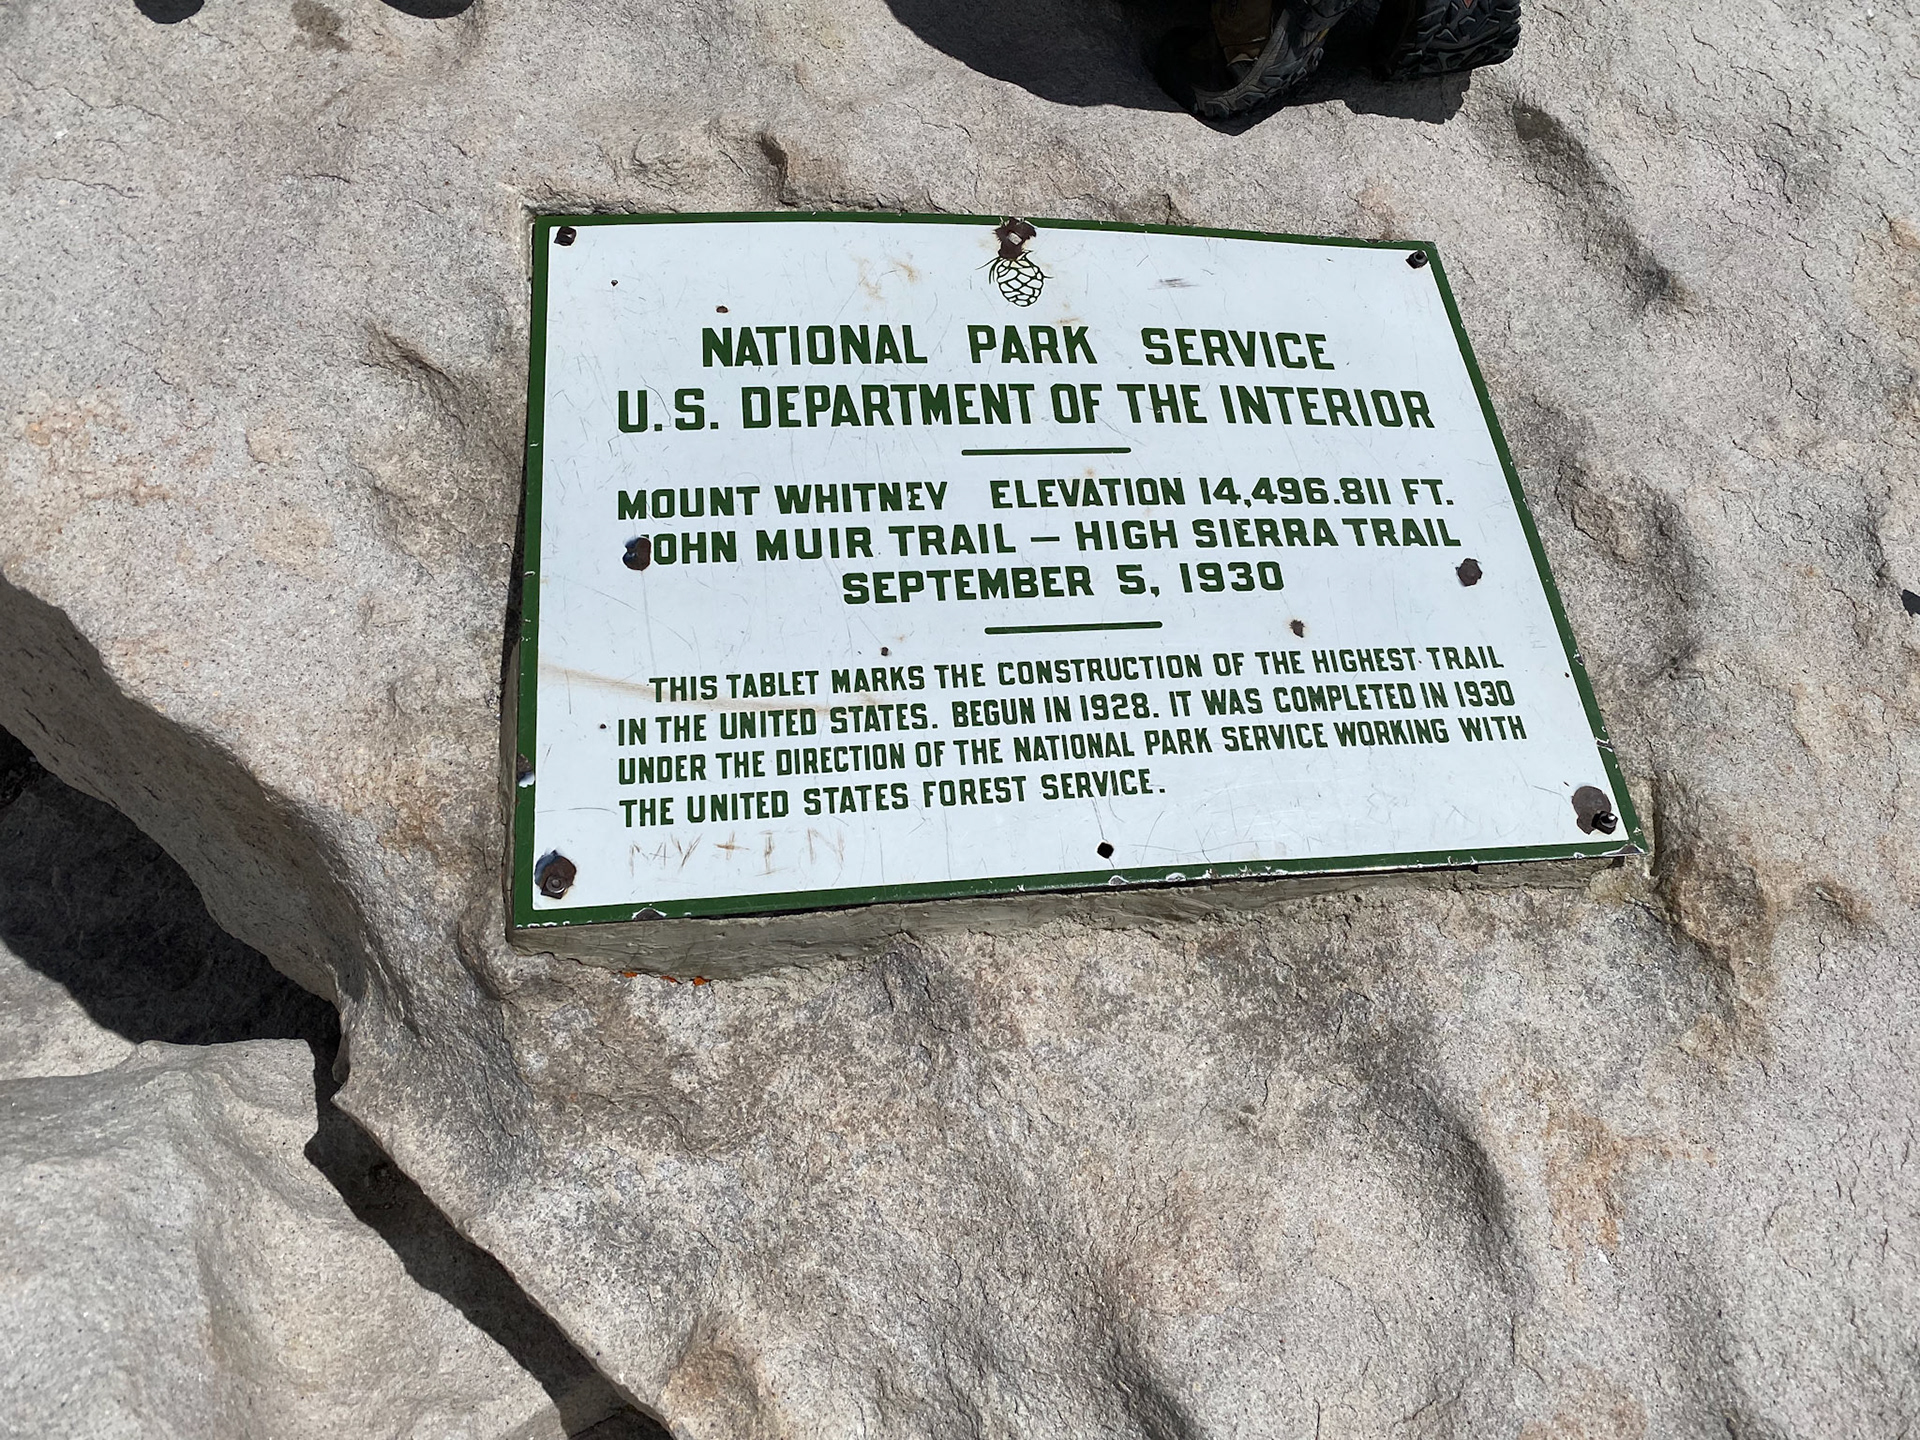 NATIONAL PARK SERVICE
U.S. DEPARTMENT OF THE INTERIOR
MOUNT WHITNEY ELEVATION 14,496.811 FT.
JOHN MUIR TRAIL – HIGH SIERRA TRAIL
SEPTEMBER 5, 1930
THIS TABLET MARKS THE CONSTRUCTION OF THE HIGHEST TRAIL
IN THE UNITED STATES. BEGUN IN 1928. IT WAS COMPLETED IN 1930
UNDER THE DIRECTION OF THE NATIONAL PARK SERVICE WORKING WITH
THE UNITED STATES FOREST SERVICE.